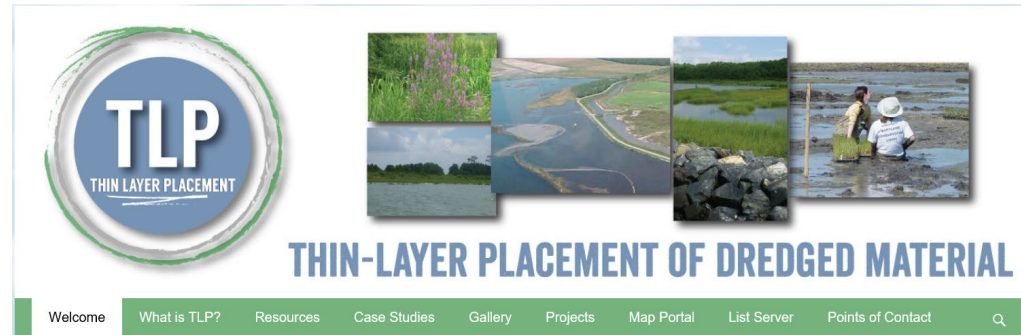 TLP
THIN LAYER PLACEMENT
THIN-LAYER PLACEMENT OF DREDGED MATERIAL
Welcome What is TLP? Resources Case Studies Gallery Projects Map Portal List Server Points of Contact